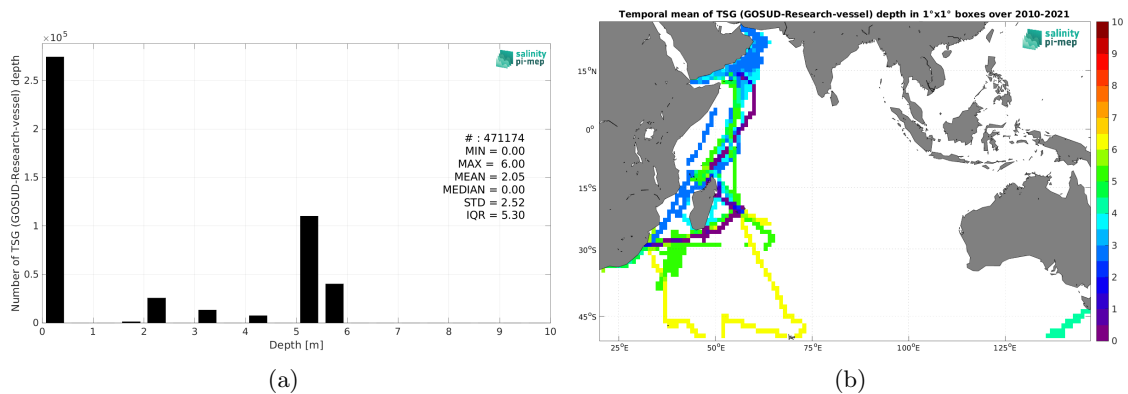 ×10⁵
salinity
pi-mep
Number of TSG (GOSUD-Research-vessel) depth
2.5
2
1.5
1
0.5
0
# : 471174
MIN = 0.00
MAX = 6.00
MEAN = 2.05
MEDIAN = 0.00
STD = 2.52
IQR = 5.30
0 1 2 3 4 5 6 7 8 9 10
Depth [m]
(a)
Temporal mean of TSG (GOSUD-Research-vessel) depth in 1°x1° boxes over 2010-2021
salinity
pi-mep
15°N
0°
15°S
30°S
45°S
25°E 50°E 75°E 100°E 125°E
10
9
8
7
6
5
4
3
2
1
0
(b)